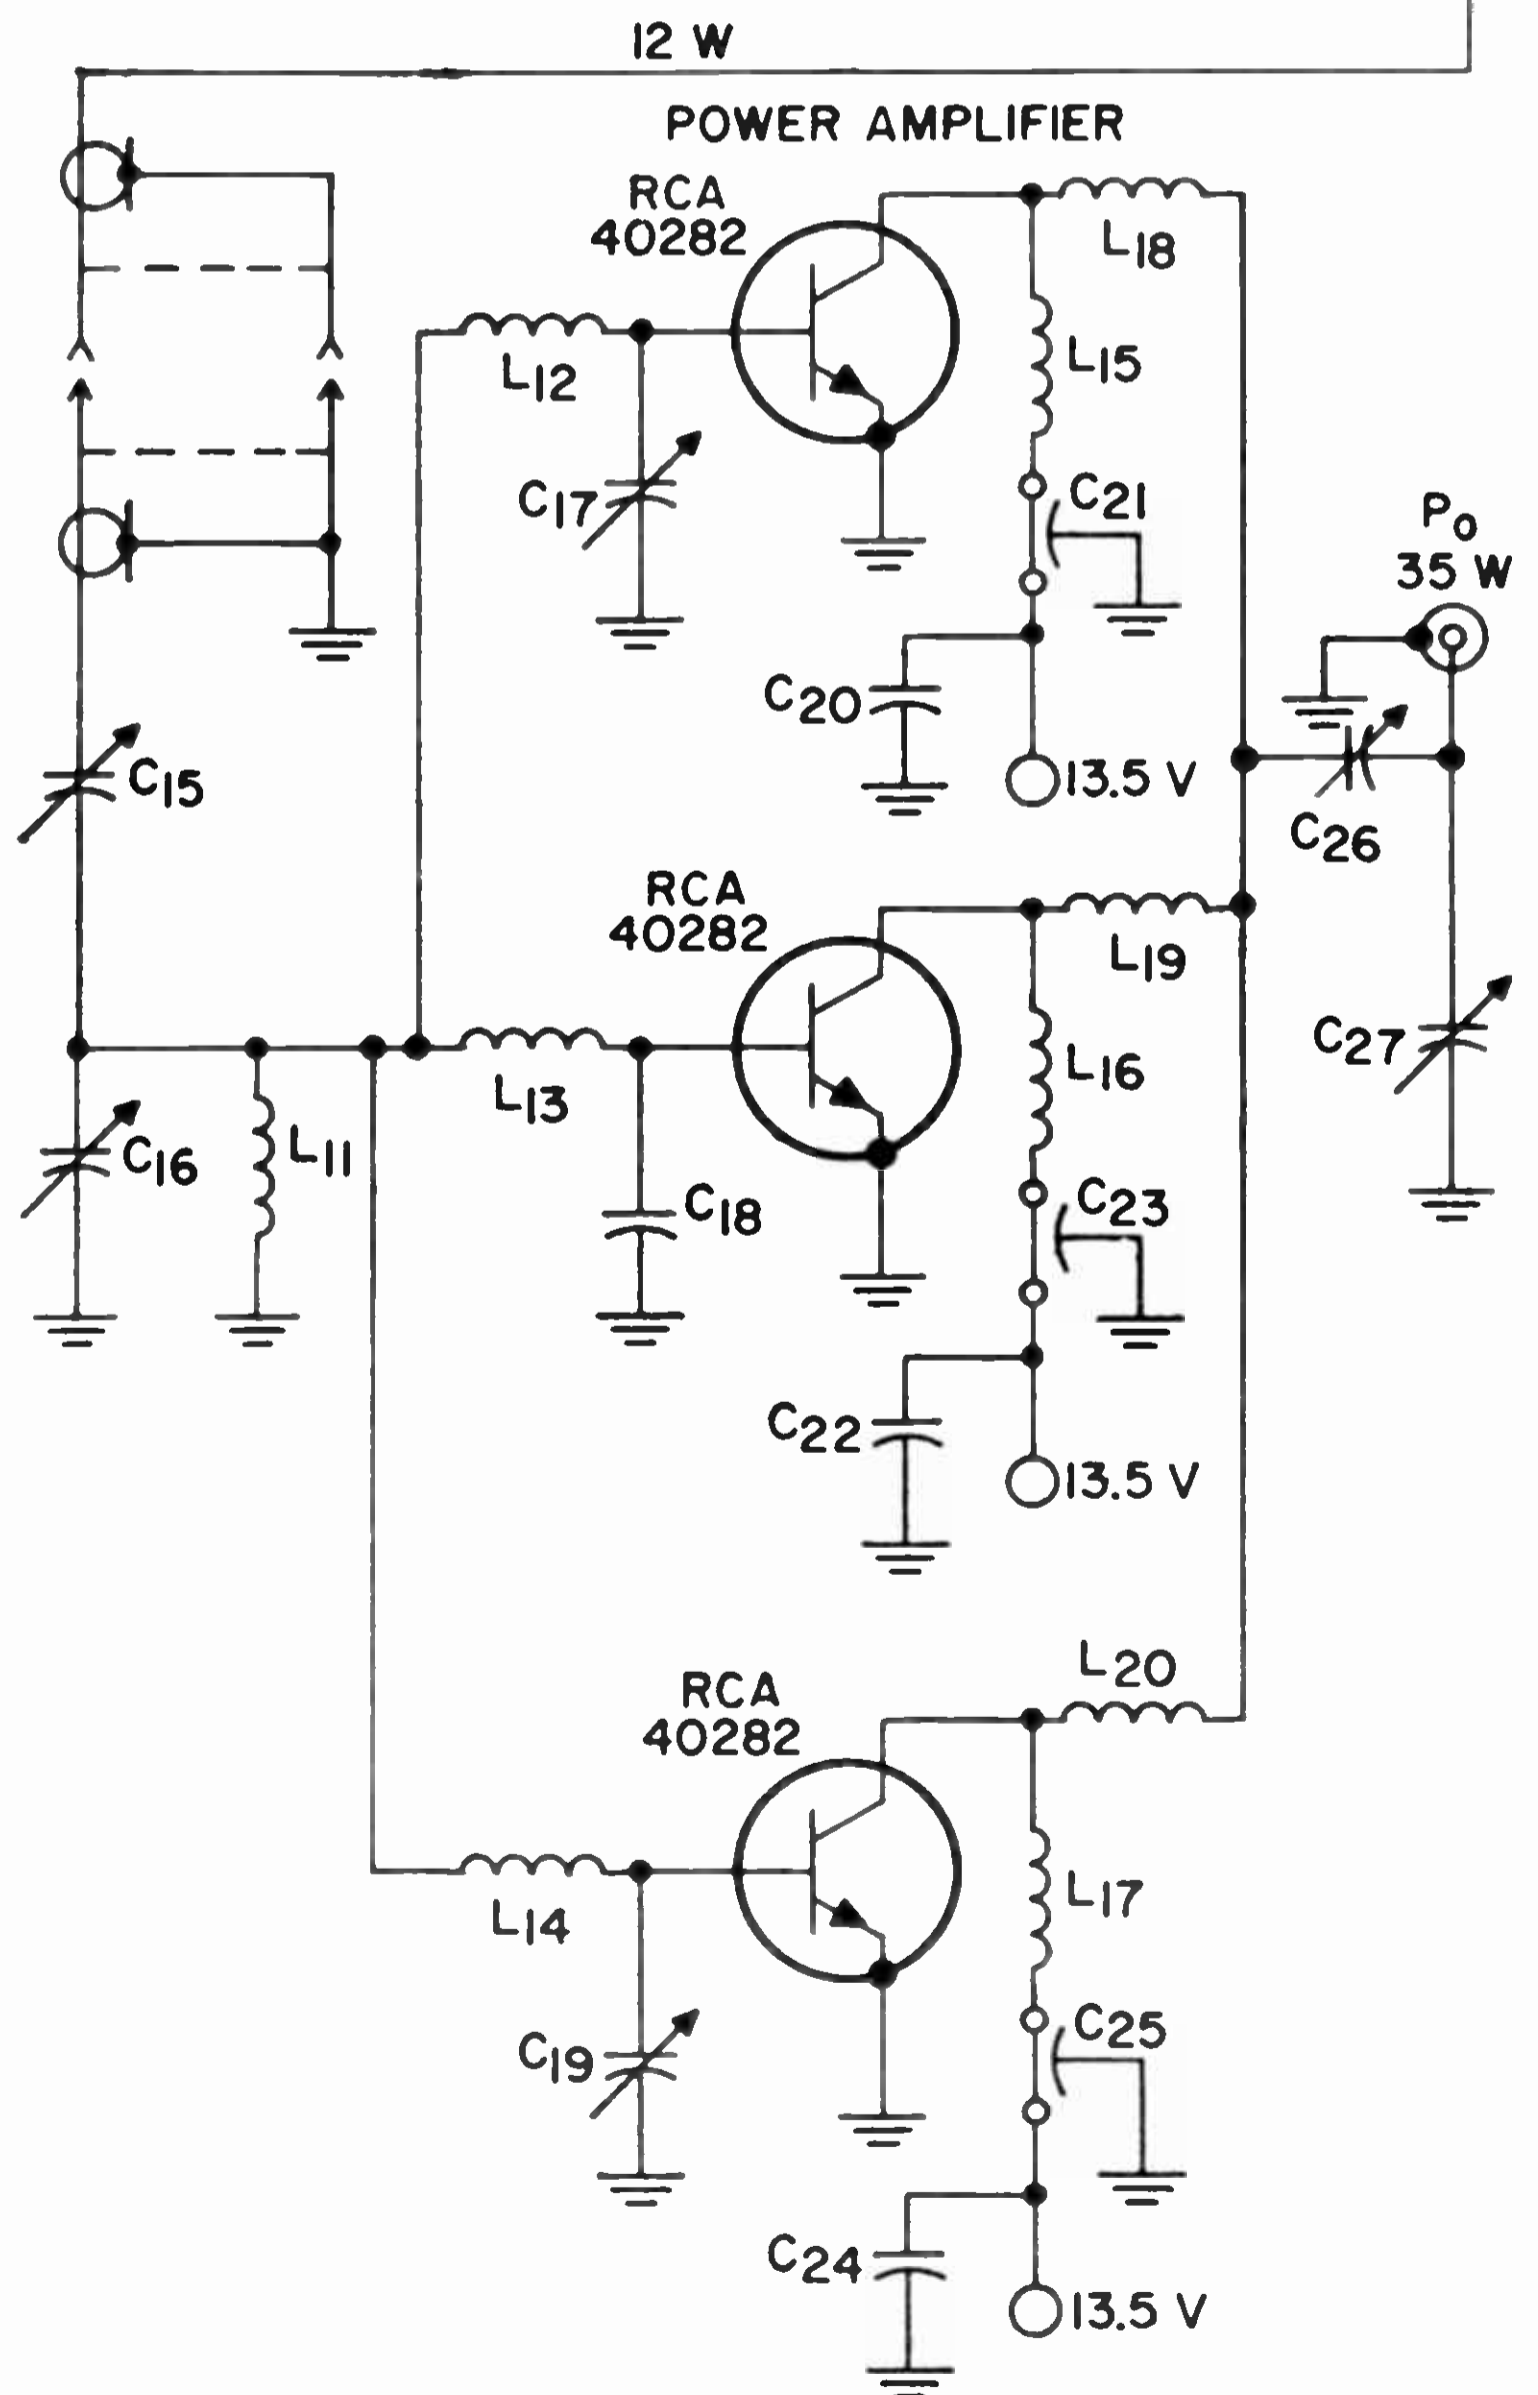 12 W
POWER AMPLIFIER
RCA
40282
L18
L12
L15
C17
C21
Po
35 W
C20
13.5 V
C15
C26
RCA
40282
L19
C27
L13
L16
C16
L11
C18
C23
C22
13.5 V
L20
RCA
40282
L14
L17
C19
C25
C24
13.5 V